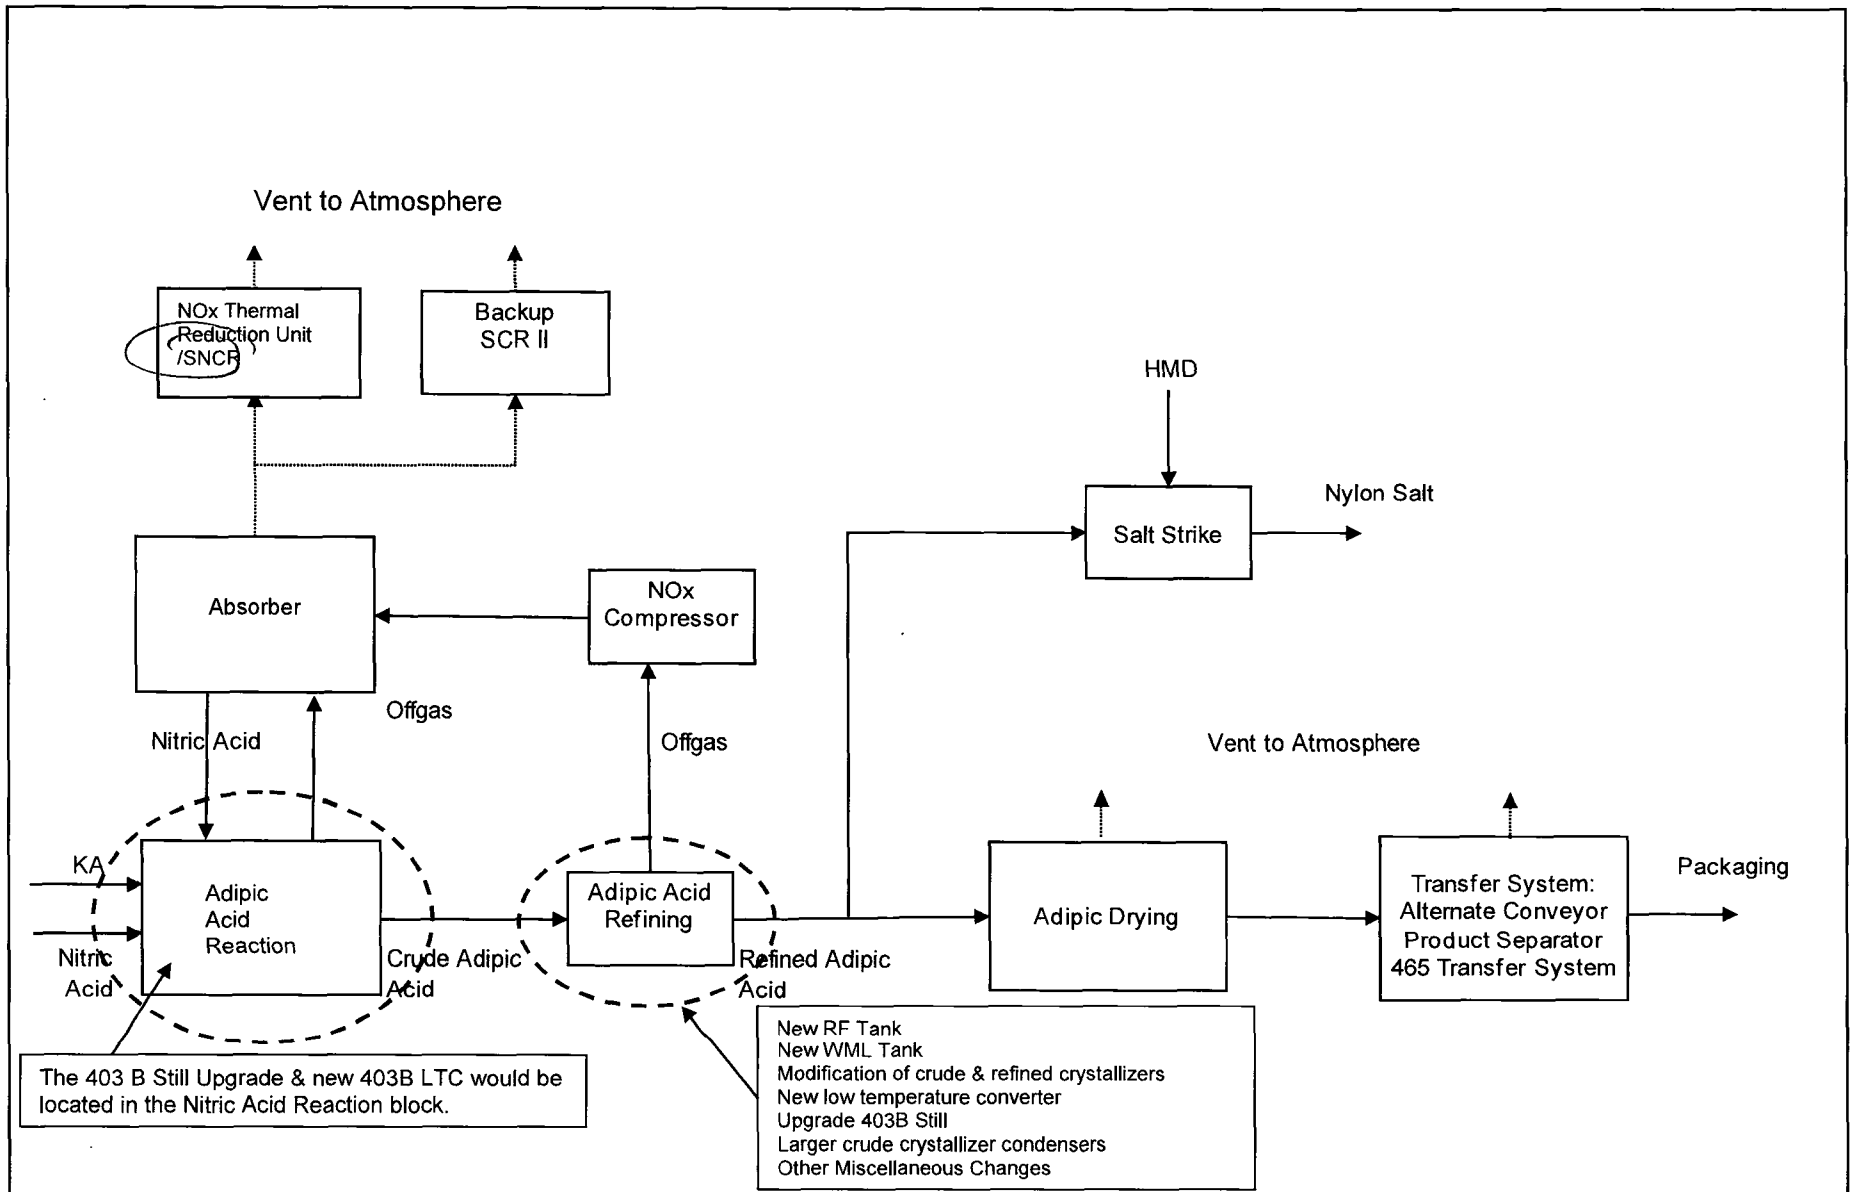 Vent to Atmosphere
NOx Thermal
Reduction Unit
/SNCR
Backup
SCR II
HMD
Nylon Salt
Salt Strike
Absorber
NOx
Compressor
Offgas
Nitric Acid
Offgas
Vent to Atmosphere
KA
Adipic
Acid
Reaction
Nitric
Acid
Crude Adipic
Acid
Adipic Acid
Refining
Refined Adipic
Acid
Adipic Drying
Transfer System:
Alternate Conveyor
Product Separator
465 Transfer System
Packaging
The 403 B Still Upgrade & new 403B LTC would be
located in the Nitric Acid Reaction block.
New RF Tank
New WML Tank
Modification of crude & refined crystallizers
New low temperature converter
Upgrade 403B Still
Larger crude crystallizer condensers
Other Miscellaneous Changes